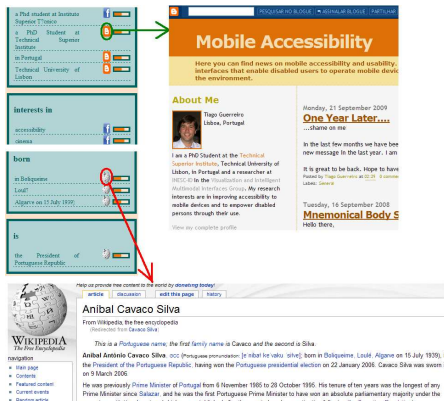 a Phd student at Institute
Superior T?cnico
a PhD Student at
Technical Superior
Institute
in Portugal
Technical University of
Lisbon
interests in
accessibility
cinema
born
in Boliqueime
Loul?
Algarve on 15 July 1939)
is
the President of
Portuguese Republic
PESQUISAR NO BLOGUE
ASSINALAR BLOGUE
PARTILHAR
Mobile Accessibility
Here you can find news on mobile accessibility and usability.
interfaces that enable disabled users to operate mobile devic
the environment.
About Me
Tiago Guerreiro
Lisboa, Portugal
I am a PhD Student at the Technical
Superior Institute, Technical University of
Lisbon, in Portugal and a researcher at
INESC-ID in the Visualization and Intelligent
Multimodal Interfaces Group. My research
interests are in improving accessibility to
mobile devices and to empower disabled
persons through their use.
View my complete profile
Monday, 21 September 2009
One Year Later....
...shame on me
In the last few months we have bee
new message in the last year. I am
It is great to be back. Hope to have
Posted by Tiago Guerreiro at 02:29 0 comme
Labels: General
Tuesday, 16 September 2008
Mnemonical Body S
Hello there,
Help us provide free content to the world by donating today!
article discussion edit this page history
Aníbal Cavaco Silva
From Wikipedia, the free encyclopedia
(Redirected from Cavaco Silva)
This is a Portuguese name; the first family name is Cavaco and the second is Silva.
Aníbal António Cavaco Silva, GCC (Portuguese pronunciation: born in Boliqueime, Loulé, Algarve on 15 July 1939),
the President of the Portuguese Republic, having won the Portuguese presidential election on 22 January 2006. Cavaco Silva was sworn
on 9 March 2006.
He was previously Prime Minister of Portugal from 6 November 1985 to 28 October 1995. His tenure of ten years was the longest of any
Prime Minister since Salazar, and he was the first Portuguese Prime Minister to have an absolute parliamentary majority under the
WIKIPEDIA
The Free Encyclopedia
navigation
Main page
Contents
Featured content
Current events
Random article